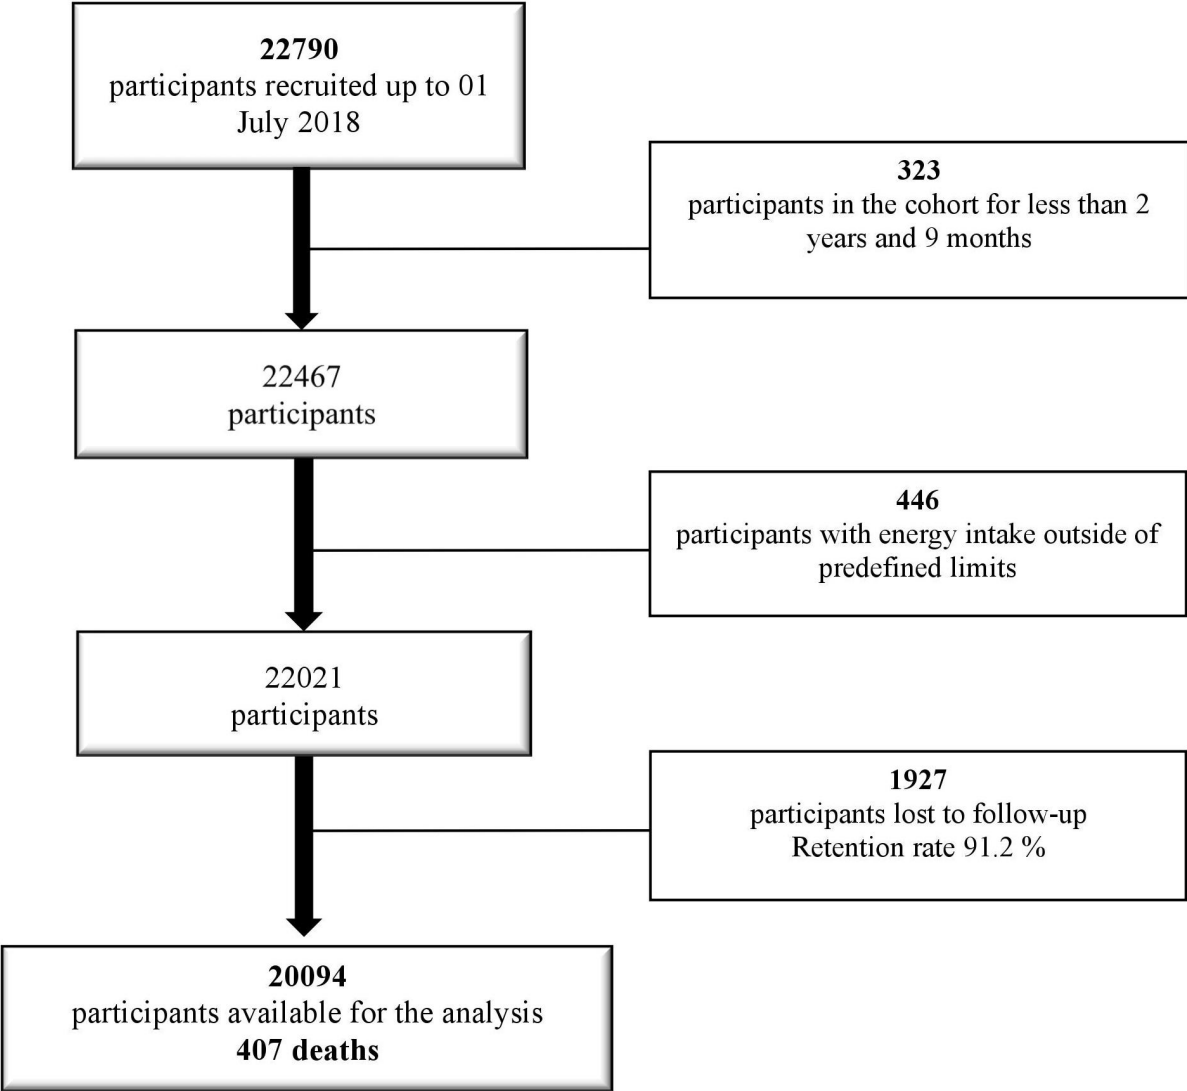 22790
participants recruited up to 01
July 2018
323
participants in the cohort for less than 2
years and 9 months
22467
participants
446
participants with energy intake outside of
predefined limits
22021
participants
1927
participants lost to follow-up
Retention rate 91.2 %
20094
participants available for the analysis
407 deaths